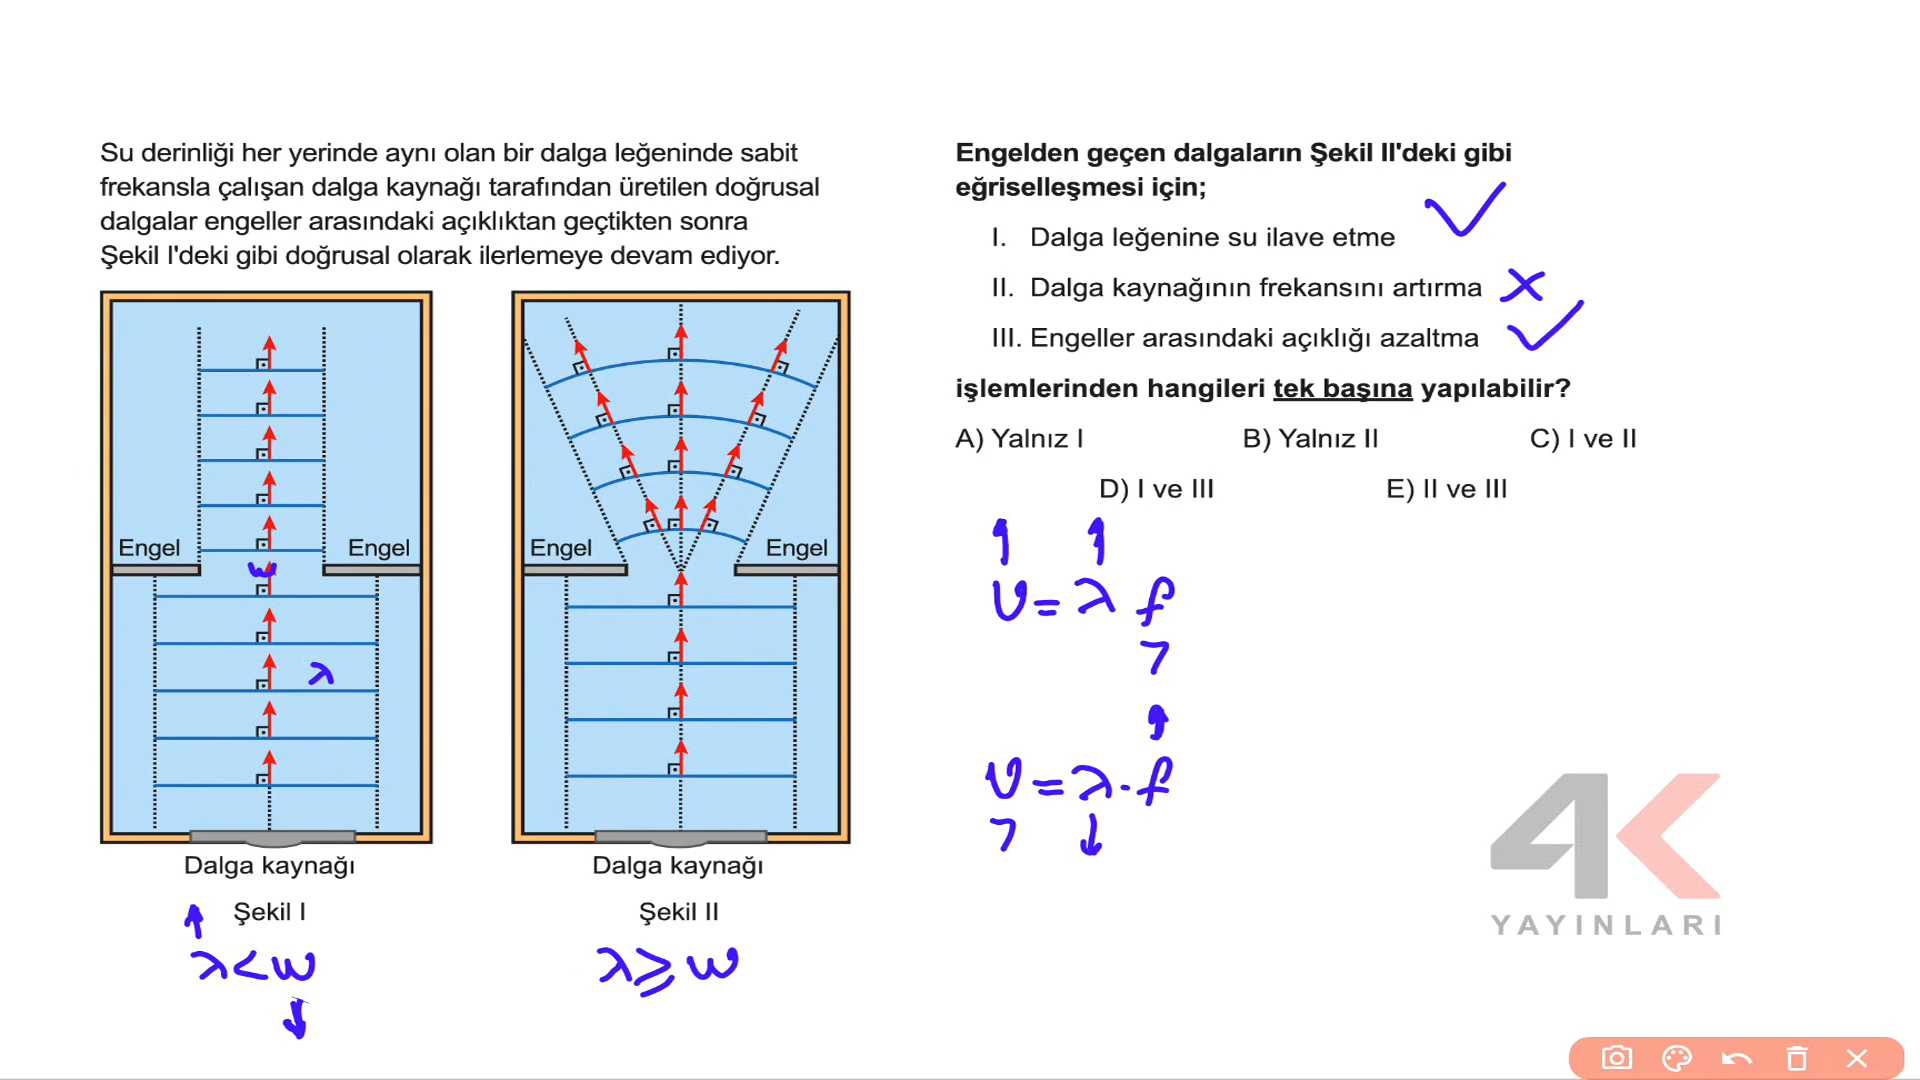 Su derinliği her yerinde aynı olan bir dalga leğeninde sabit
frekansla çalışan dalga kaynağı tarafından üretilen doğrusal
dalgalar engeller arasındaki açıklıktan geçtikten sonra
Şekil I'deki gibi doğrusal olarak ilerlemeye devam ediyor.
Engel Engel
w
λ
Dalga kaynağı
Şekil I
λ < w
Engel Engel
Dalga kaynağı
Şekil II
λ ≥ w
Engelden geçen dalgaların Şekil II'deki gibi
eğriselleşmesi için;
I. Dalga leğenine su ilave etme
II. Dalga kaynağının frekansını artırma
III. Engeller arasındaki açıklığı azaltma
işlemlerinden hangileri tek başına yapılabilir?
A) Yalnız I B) Yalnız II C) I ve II
D) I ve III E) II ve III
v = λ f
v = λ . f
4K
YAYINLARI